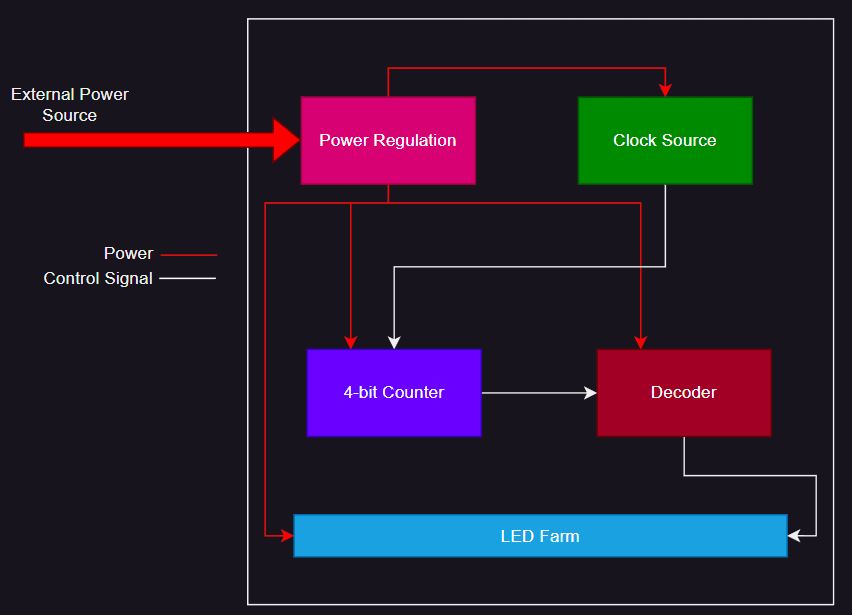 External Power
Source
Power Regulation
Clock Source
Power
Control Signal
4-bit Counter
Decoder
LED Farm